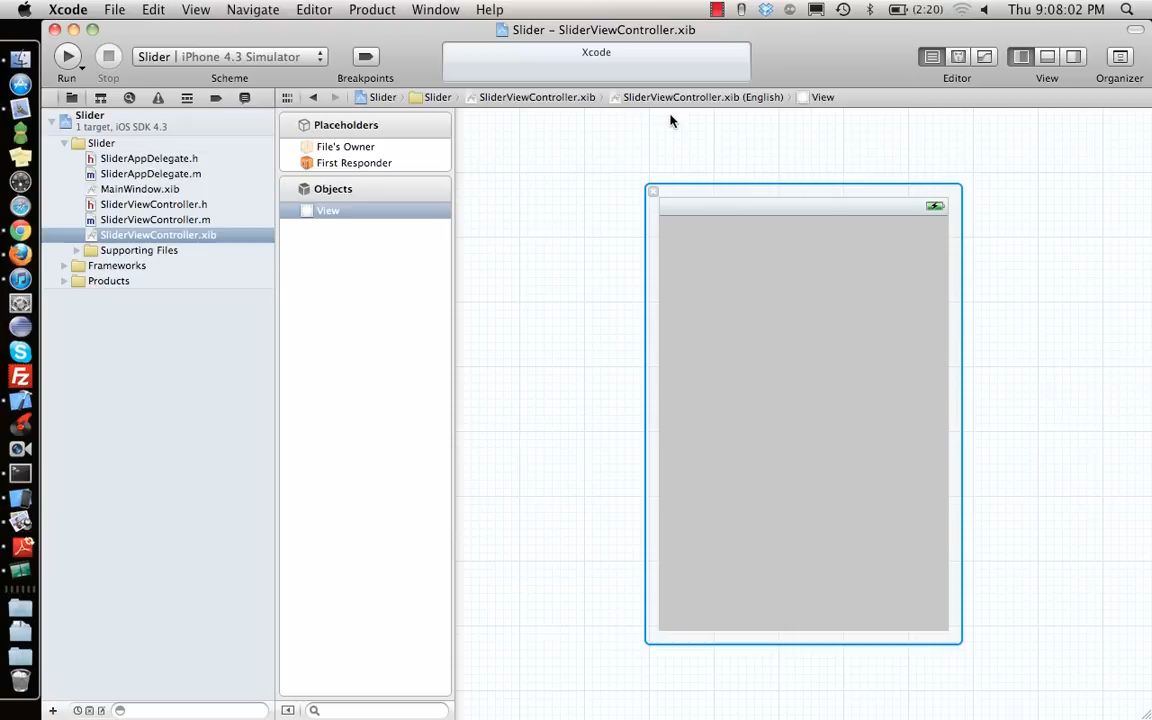 Xcode File Edit View Navigate Editor Product Window Help (2:20) Thu 9:08:02 PM
Slider – SliderViewController.xib
Slider | iPhone 4.3 Simulator
Xcode
Run Stop Scheme Breakpoints Editor View Organizer
Slider Slider SliderViewController.xib SliderViewController.xib (English) View
Slider
1 target, iOS SDK 4.3
Slider
SliderAppDelegate.h
SliderAppDelegate.m
MainWindow.xib
SliderViewController.h
SliderViewController.m
SliderViewController.xib
Supporting Files
Frameworks
Products
Placeholders
File's Owner
First Responder
Objects
View